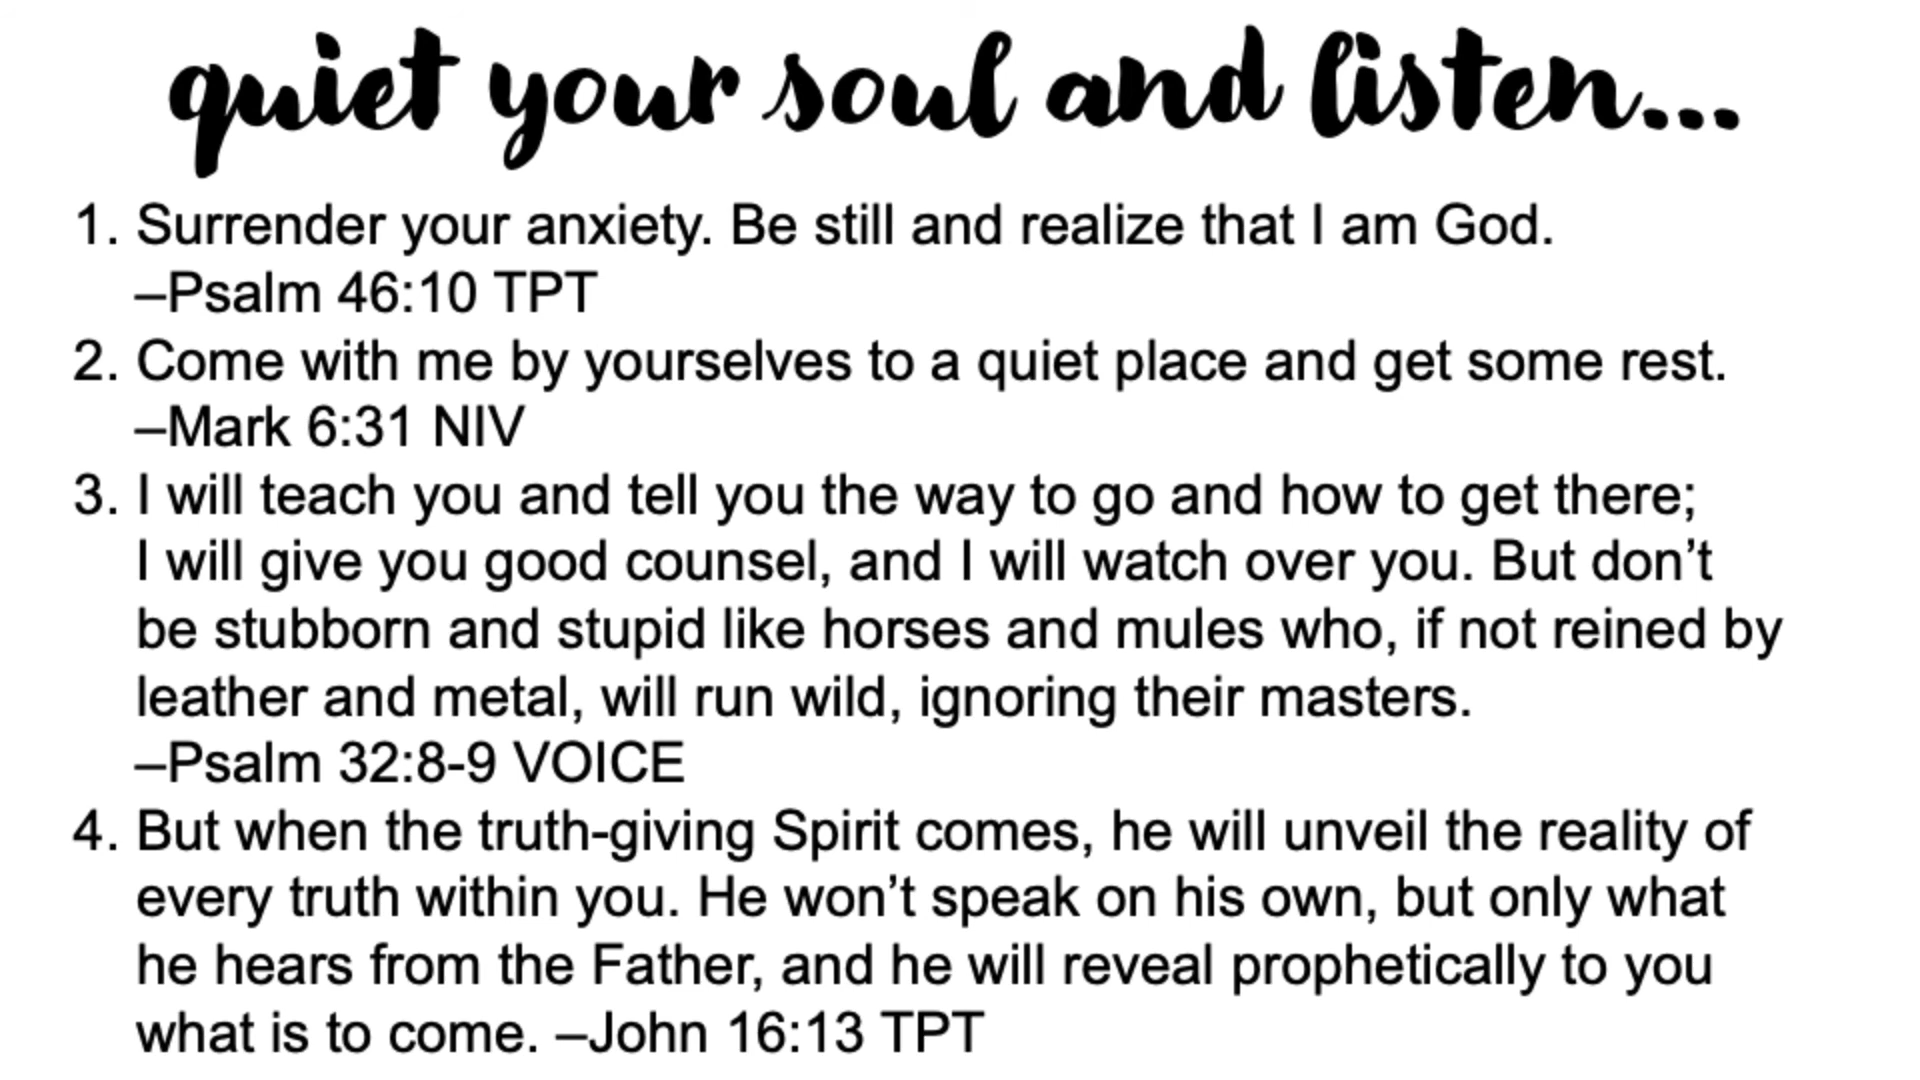 quiet your soul and listen...
1. Surrender your anxiety. Be still and realize that I am God.
–Psalm 46:10 TPT
2. Come with me by yourselves to a quiet place and get some rest.
–Mark 6:31 NIV
3. I will teach you and tell you the way to go and how to get there;
I will give you good counsel, and I will watch over you. But don’t
be stubborn and stupid like horses and mules who, if not reined by
leather and metal, will run wild, ignoring their masters.
–Psalm 32:8-9 VOICE
4. But when the truth-giving Spirit comes, he will unveil the reality of
every truth within you. He won’t speak on his own, but only what
he hears from the Father, and he will reveal prophetically to you
what is to come. –John 16:13 TPT